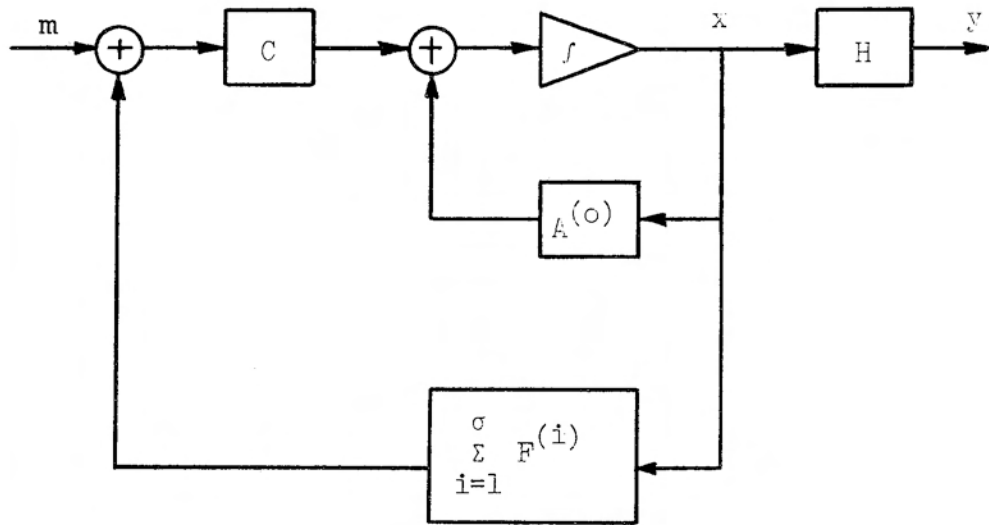 m
+
C
+
∫
x
H
y
A(o)
σ
Σ F(i)
i=1